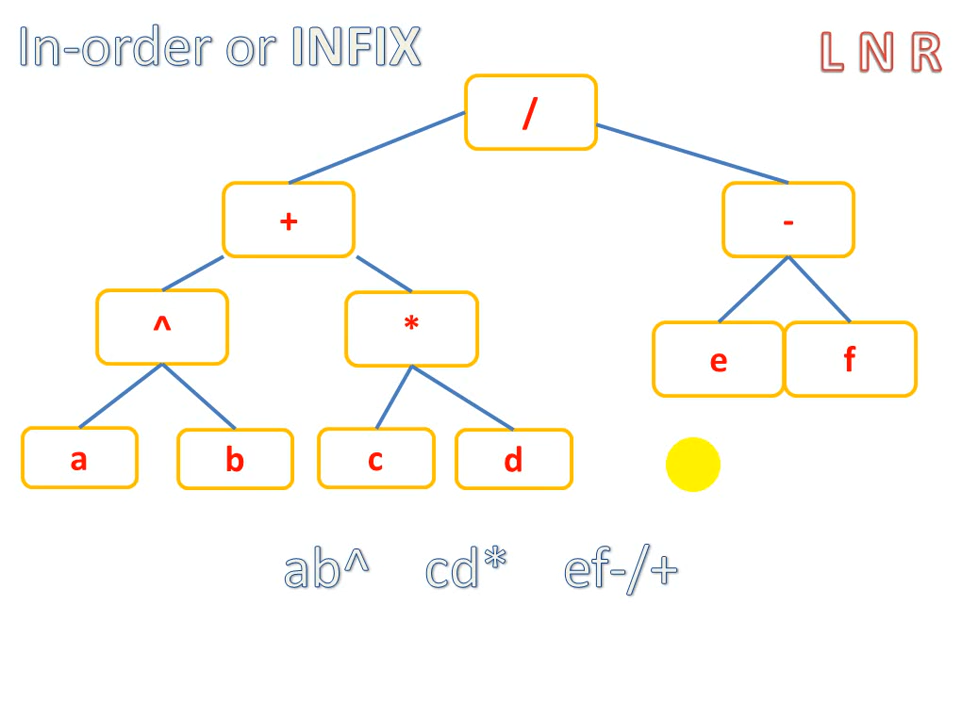 In-order or INFIX
L N R
/
+
-
^
*
e
f
a
b
c
d
ab^ cd* ef-/+